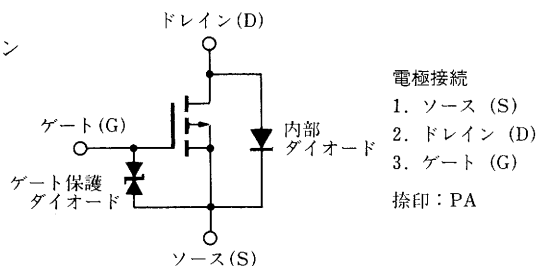 ドレイン(D)
ン
ゲート(G)
ゲート保護
ダイオード
内部
ダイオード
ソース(S)
電極接続
1. ソース (S)
2. ドレイン (D)
3. ゲート (G)
捺印：PA